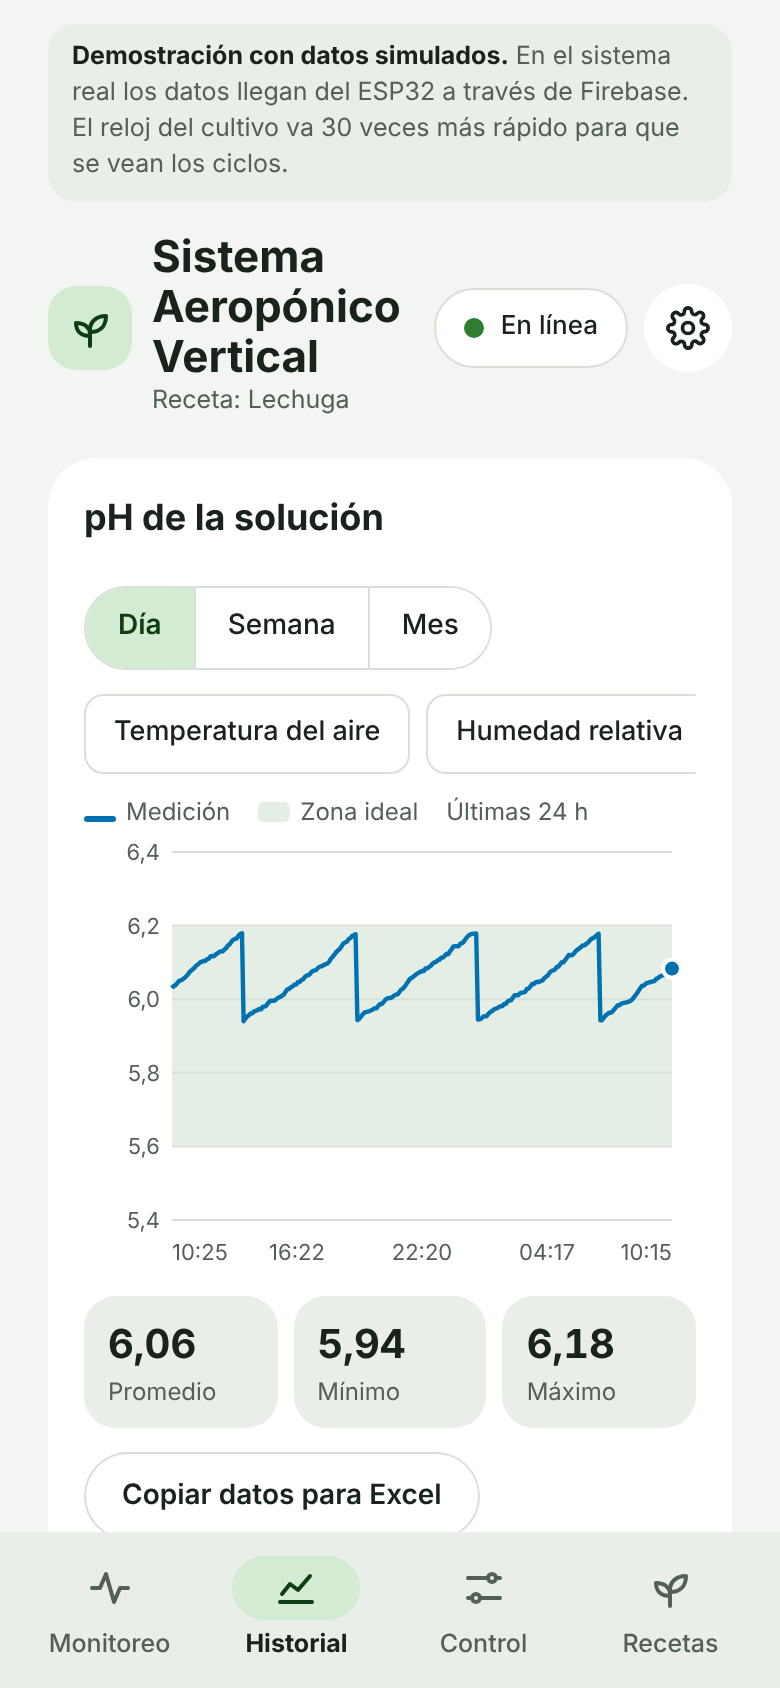 Demostración con datos simulados. En el sistema
real los datos llegan del ESP32 a través de Firebase.
El reloj del cultivo va 30 veces más rápido para que
se vean los ciclos.
Sistema
Aeropónico
Vertical
Receta: Lechuga
En línea
pH de la solución
Día Semana Mes
Temperatura del aire Humedad relativa
Medición Zona ideal Últimas 24 h
6,4
6,2
6,0
5,8
5,6
5,4
10:25 16:22 22:20 04:17 10:15
6,06 5,94 6,18
Promedio Mínimo Máximo
Copiar datos para Excel
Monitoreo Historial Control Recetas